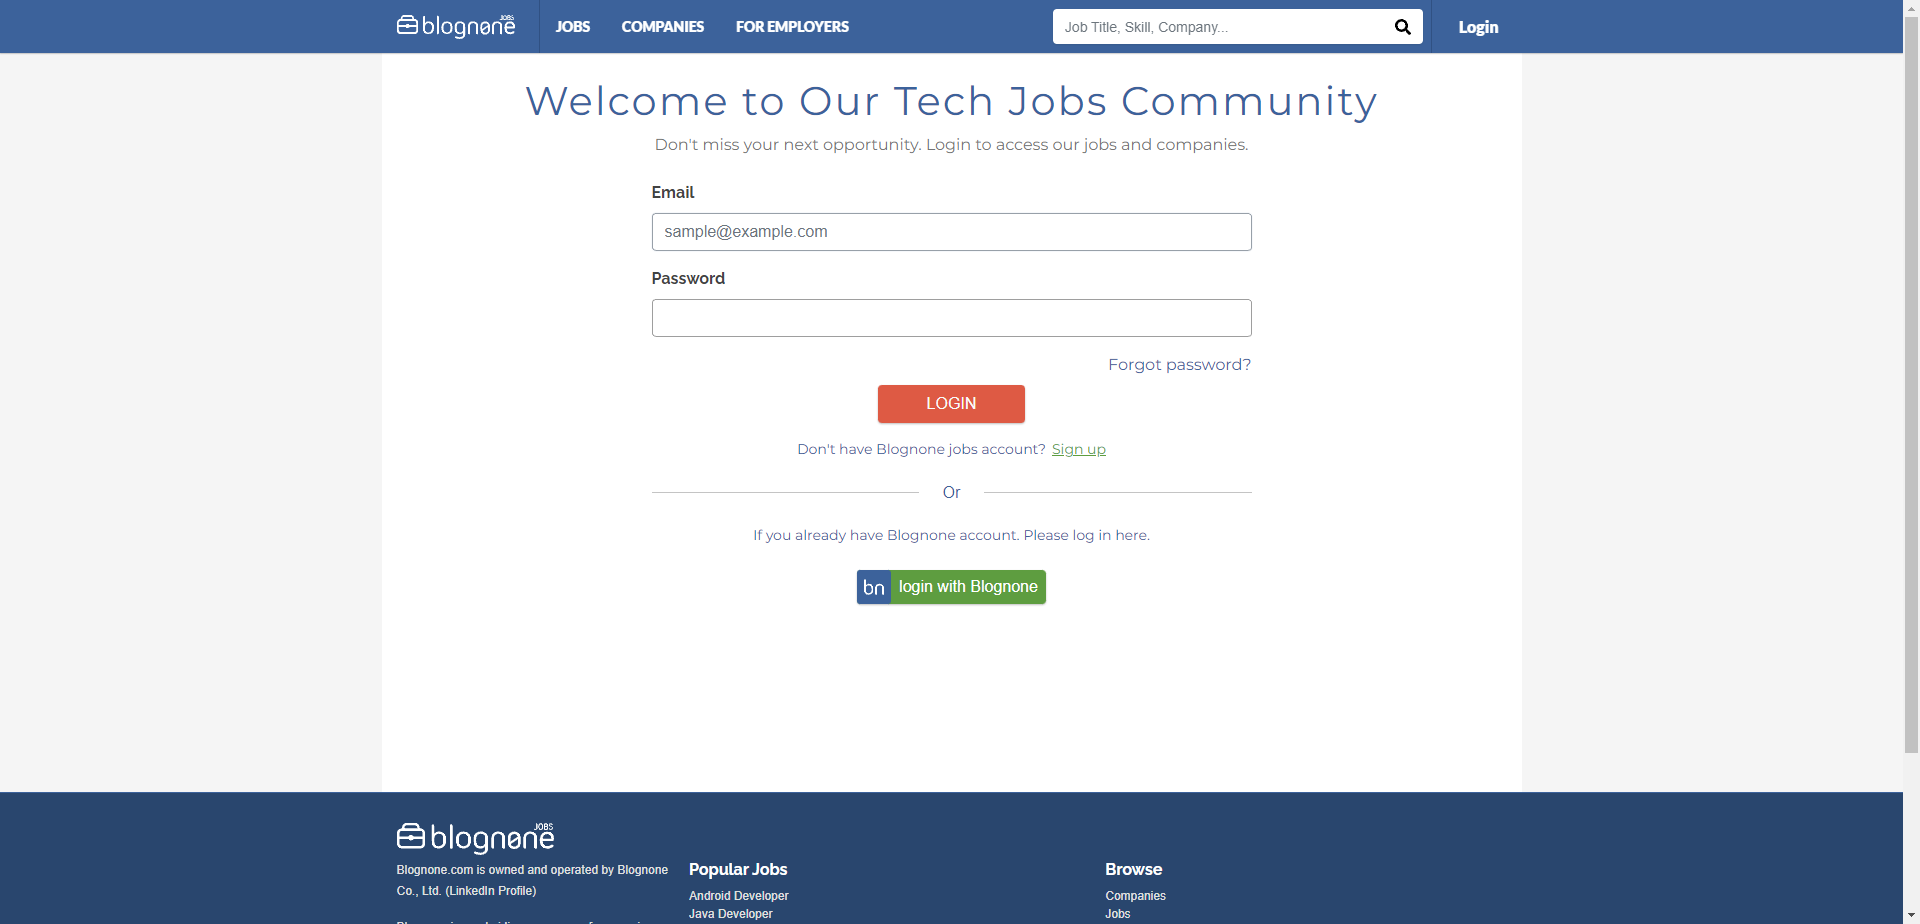 blognone JOBS
JOBS
COMPANIES
FOR EMPLOYERS
Job Title, Skill, Company...
Login
Welcome to Our Tech Jobs Community
Don't miss your next opportunity. Login to access our jobs and companies.
Email
sample@example.com
Password
Forgot password?
LOGIN
Don't have Blognone jobs account? Sign up
Or
If you already have Blognone account. Please log in here.
bn login with Blognone
blognone JOBS
Blognone.com is owned and operated by Blognone
Co., Ltd. (LinkedIn Profile)
Popular Jobs
Android Developer
Java Developer
Browse
Companies
Jobs